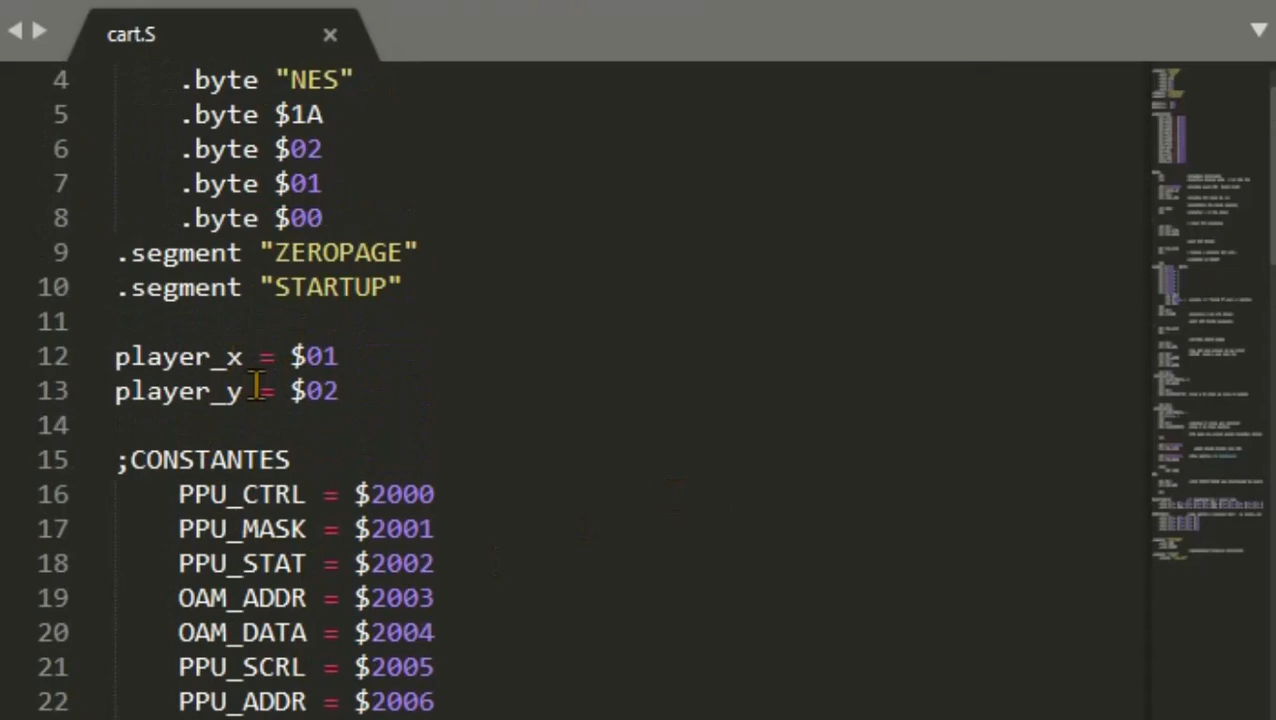 cart.S ×
4 .byte "NES"
5 .byte $1A
6 .byte $02
7 .byte $01
8 .byte $00
9 .segment "ZEROPAGE"
10 .segment "STARTUP"
11
12 player_x = $01
13 player_y = $02
14
15 ;CONSTANTES
16 PPU_CTRL = $2000
17 PPU_MASK = $2001
18 PPU_STAT = $2002
19 OAM_ADDR = $2003
20 OAM_DATA = $2004
21 PPU_SCRL = $2005
22 PPU_ADDR = $2006